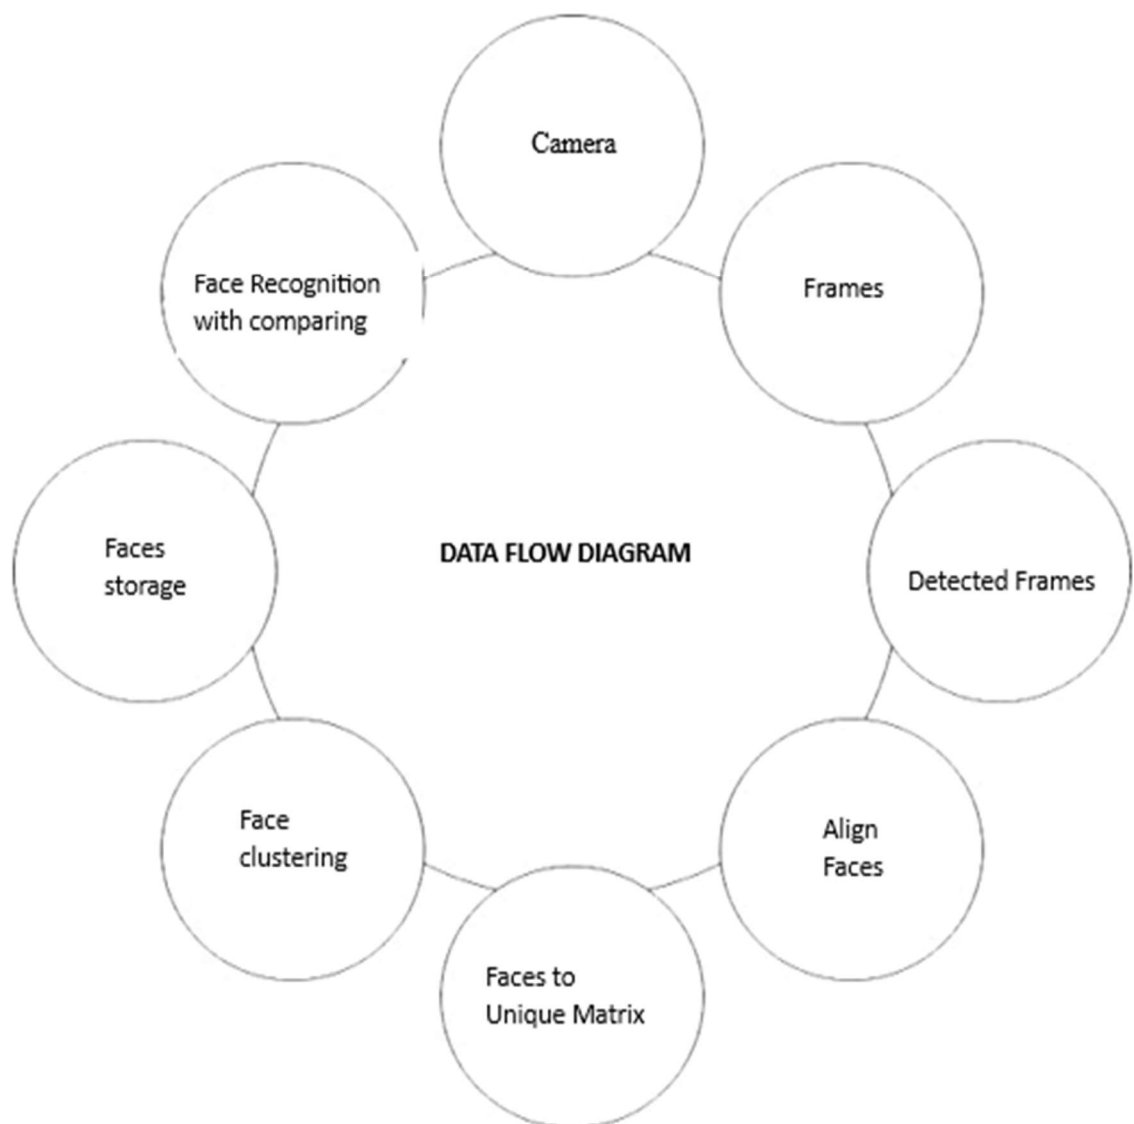 Camera
Frames
Detected Frames
Align
Faces
Faces to
Unique Matrix
Face
clustering
Faces
storage
Face Recognition
with comparing
DATA FLOW DIAGRAM